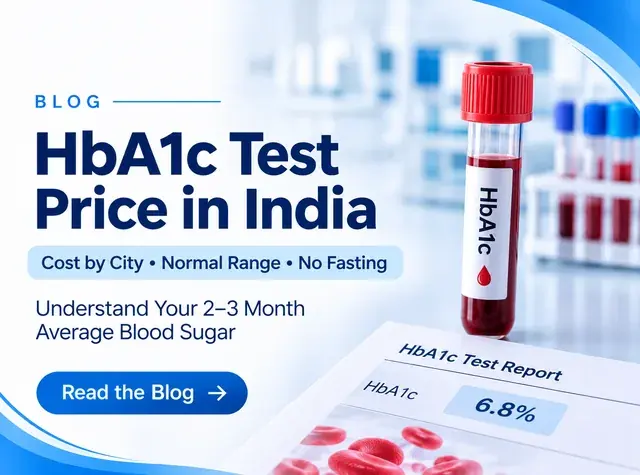 BLOG
HbA1c Test
Price in India
Cost by City • Normal Range • No Fasting
Understand Your 2–3 Month
Average Blood Sugar
Read the Blog →
HbA1c
HbA1c Test Report
HbA1c 6.8%